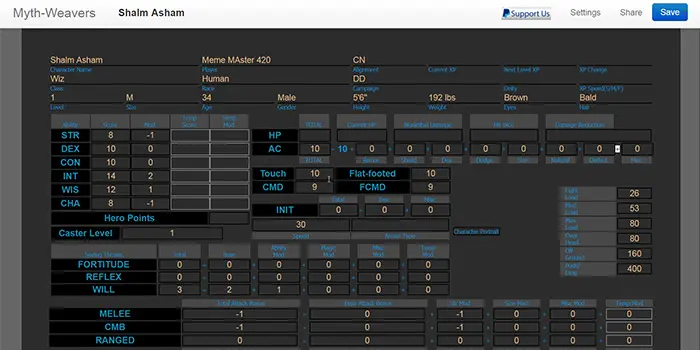 Myth-Weavers Shalm Asham Support Us Settings Share Save
Shalm Asham Meme MAster 420 CN
Character Name Player Alignment Current XP Next Level XP XP Change
Wiz Human DD
Class Race Campaign Deity XP Speed(S/M/F)
1 M 34 Male 5'6" 192 lbs Brown Bald
Level Size Age Gender Height Weight Eyes Hair
Ability Score Mod Temp Score Temp Mod TOTAL Current HP Nonlethal Damage Hit Dice Damage Reduction
STR 8 -1 HP
DEX 10 0 AC 10 = 10 + 0 + 0 + 0 + 0 + 0 + 0 + 0
CON 10 0 TOTAL Armor Shield Dex Dodge Size Natural Deflect Misc
INT 14 2 Touch 10 Flat-footed 10
WIS 12 1 CMD 9 FCMD 9
CHA 8 -1 Total Dex Misc
INIT 0 = 0 + 0
Hero Points
30
Caster Level 1
Speed Character Portrait
Light Load 26
Med Load 53
80
80
Off Ground 160
Push/Drag 400
Saving Throws Total Base Ability Mod Magic Mod Misc Mod Temp Mod
FORTITUDE 0 = 0 + 0
REFLEX 0 = 0 + 0
WILL 3 = 2 + 1
Total Attack Bonus Base Attack Bonus Str Mod Size Mod Misc Mod Temp Mod
MELEE -1 = 0 + -1 + 0 + 0 + 0
CMB -1 = 0 + -1 + 0 + 0 + 0
RANGED 0 = 0 + 0 + 0 + 0 + 0